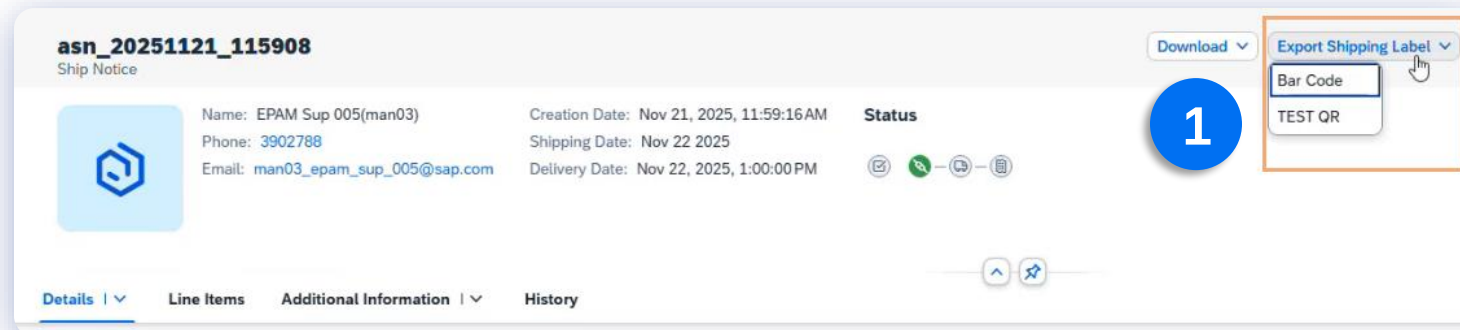 asn_20251121_115908
Ship Notice
Download
Export Shipping Label
Bar Code
TEST QR
1
Name: EPAM Sup 005(man03)
Phone: 3902788
Email: man03_epam_sup_005@sap.com
Creation Date: Nov 21, 2025, 11:59:16 AM
Shipping Date: Nov 22 2025
Delivery Date: Nov 22, 2025, 1:00:00 PM
Status
Details
Line Items
Additional Information
History